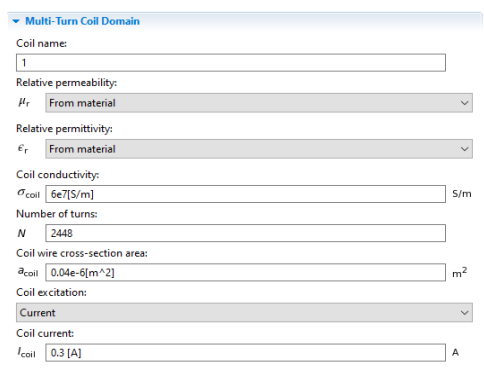 Multi-Turn Coil Domain
Coil name:
1
Relative permeability:
μr From material
Relative permittivity:
ϵr From material
Coil conductivity:
σcoil 6e7[S/m] S/m
Number of turns:
N 2448
Coil wire cross-section area:
acoil 0.04e-6[m^2] m²
Coil excitation:
Current
Coil current:
Icoil 0.3 [A] A